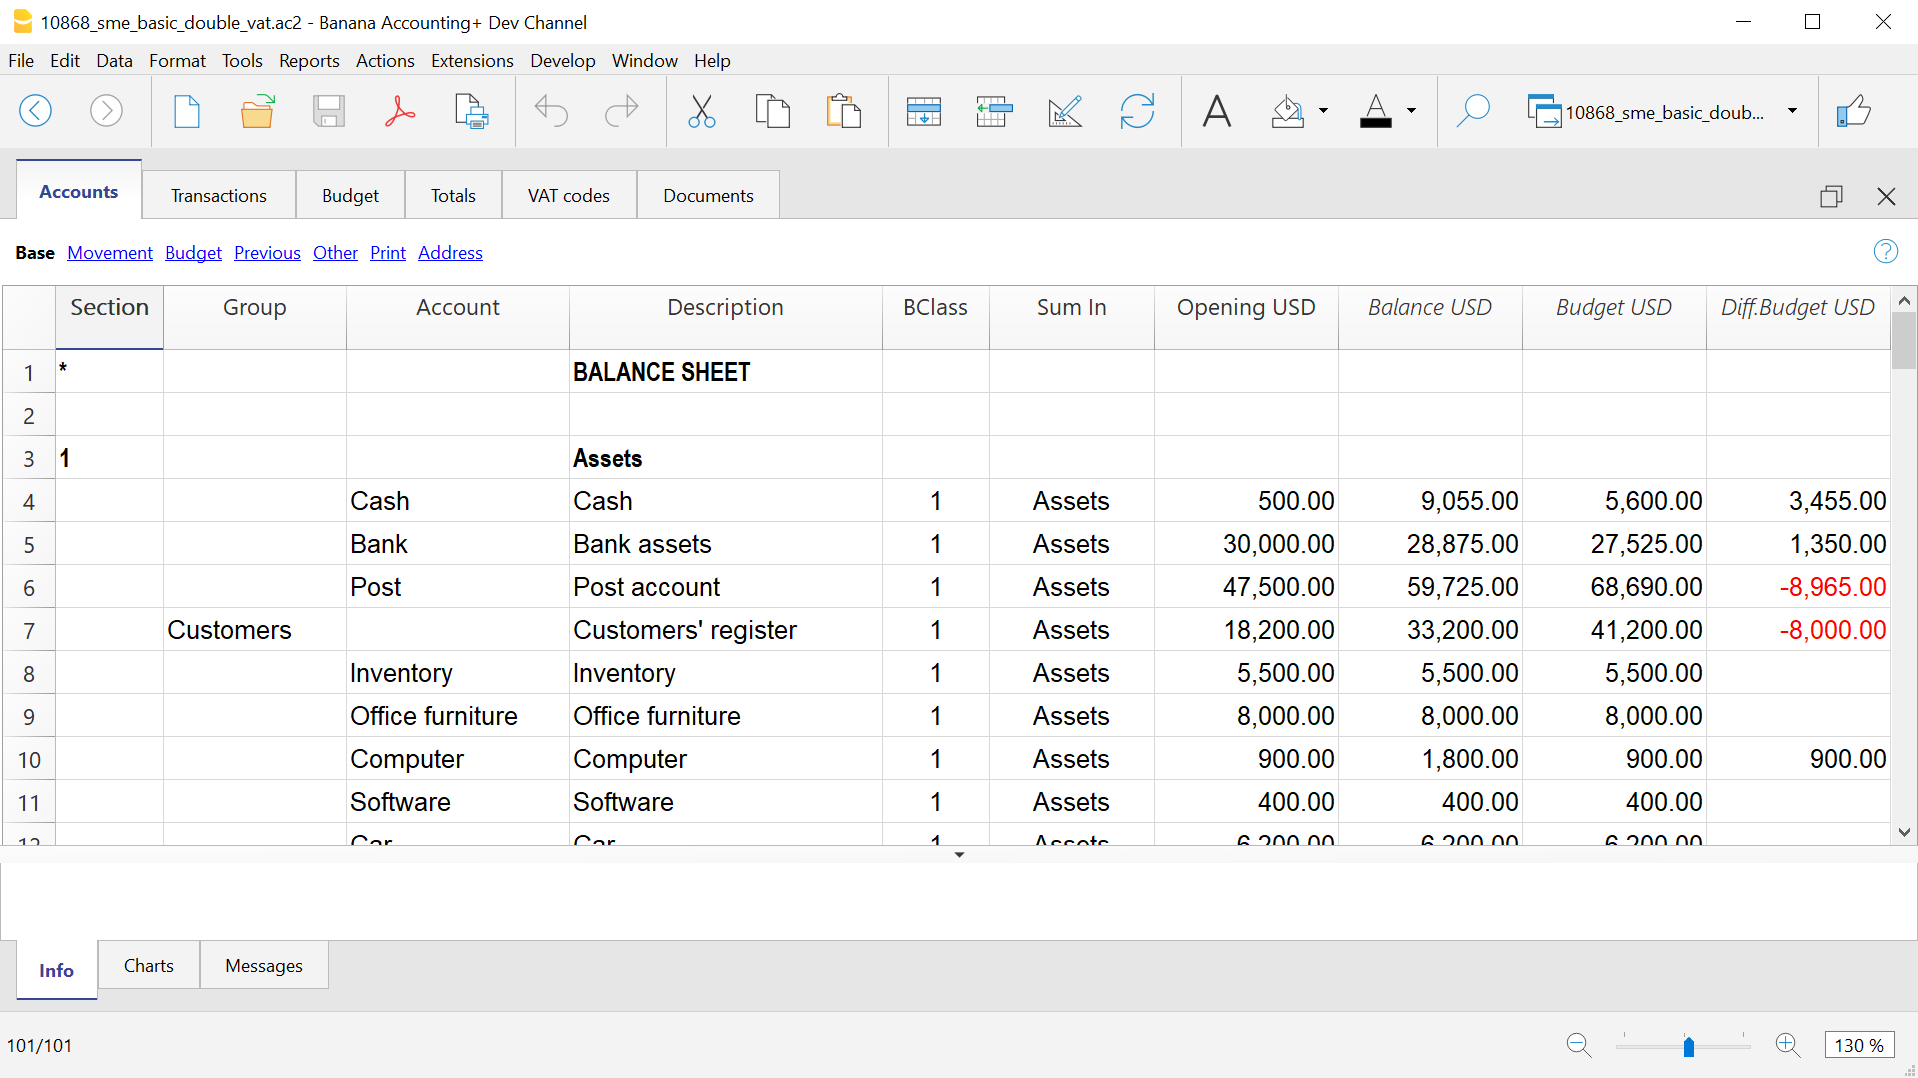 10868_sme_basic_double_vat.ac2 - Banana Accounting+ Dev Channel
File Edit Data Format Tools Reports Actions Extensions Develop Window Help
10868_sme_basic_doub...
Accounts Transactions Budget Totals VAT codes Documents
Base Movement Budget Previous Other Print Address
Section Group Account Description BClass Sum In Opening USD Balance USD Budget USD Diff.Budget USD
1 * BALANCE SHEET
2
3 1 Assets
4 Cash Cash 1 Assets 500.00 9,055.00 5,600.00 3,455.00
5 Bank Bank assets 1 Assets 30,000.00 28,875.00 27,525.00 1,350.00
6 Post Post account 1 Assets 47,500.00 59,725.00 68,690.00 -8,965.00
7 Customers Customers' register 1 Assets 18,200.00 33,200.00 41,200.00 -8,000.00
8 Inventory Inventory 1 Assets 5,500.00 5,500.00 5,500.00
9 Office furniture Office furniture 1 Assets 8,000.00 8,000.00 8,000.00
10 Computer Computer 1 Assets 900.00 1,800.00 900.00 900.00
11 Software Software 1 Assets 400.00 400.00 400.00
12 Car Car 1 Assets 6,200.00 6,200.00 6,200.00
Info Charts Messages
101/101 130 %